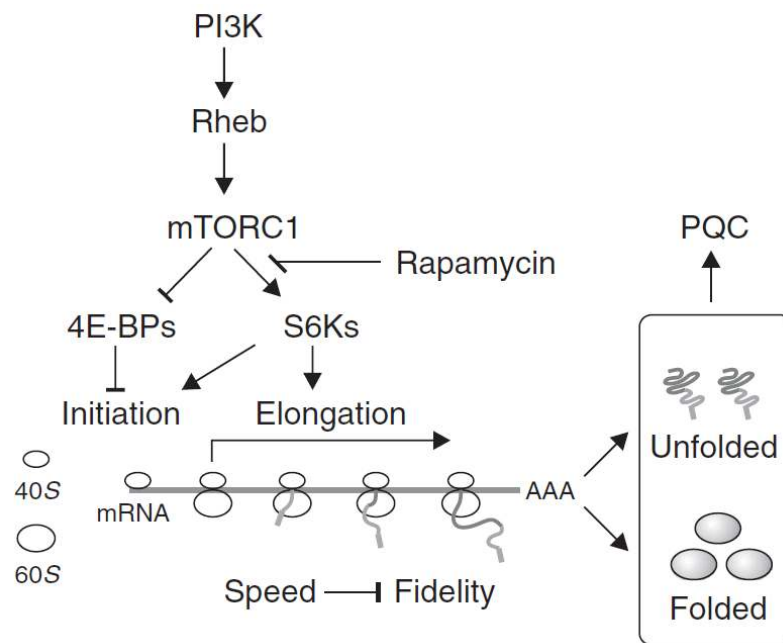 PI3K
Rheb
mTORC1
PQC
Rapamycin
4E-BPs
S6Ks
Initiation
Elongation
Unfolded
40S
mRNA
AAA
60S
Speed
Fidelity
Folded